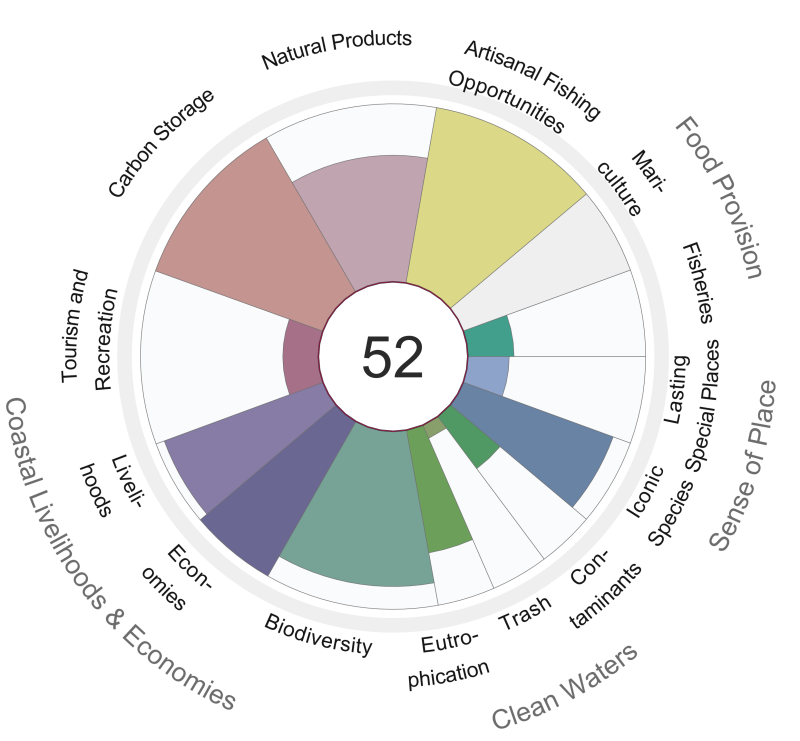 Natural Products
Artisanal Fishing
Opportunities
Mari-
culture
Food Provision
Fisheries
Lasting
Special Places
Sense of Place
Iconic
Species
Con-
taminants
Trash
Clean Waters
Eutro-
phication
Biodiversity
Econ-
omies
Liveli-
hoods
Coastal Livelihoods & Economies
Tourism and
Recreation
Carbon Storage
52